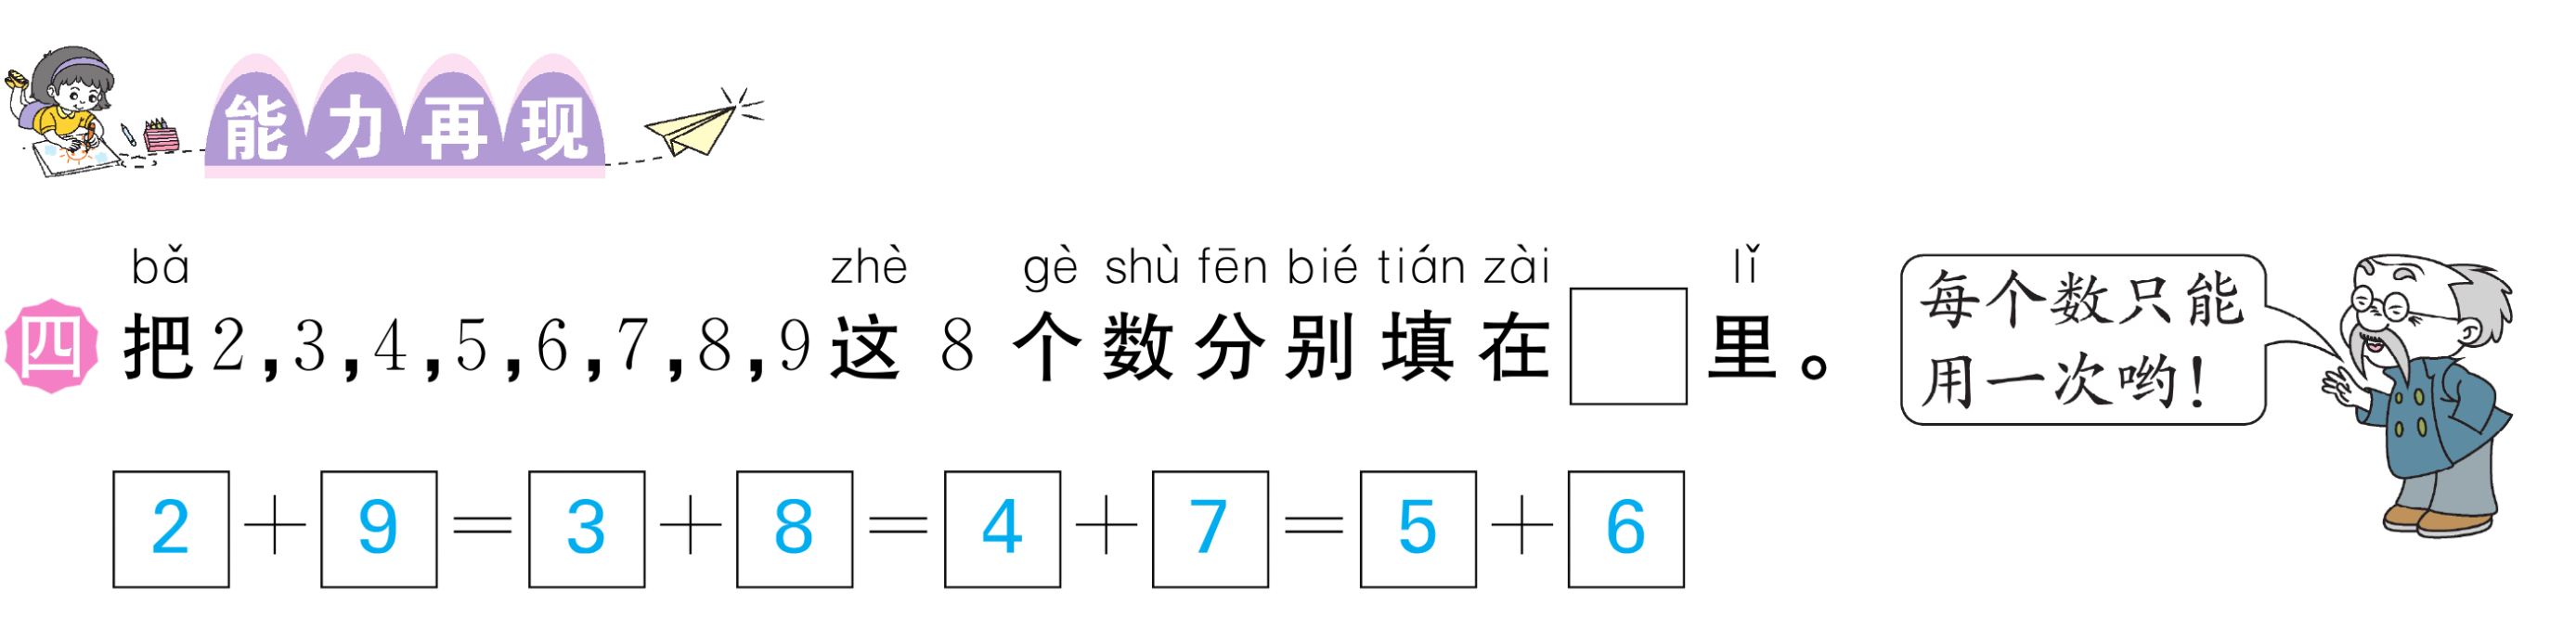 能力再现
bǎ zhè gè shù fēn bié tián zài lǐ
四 把2,3,4,5,6,7,8,9这 8 个数分别填在□里。
每个数只能
用一次哟!
2+9=3+8=4+7=5+6